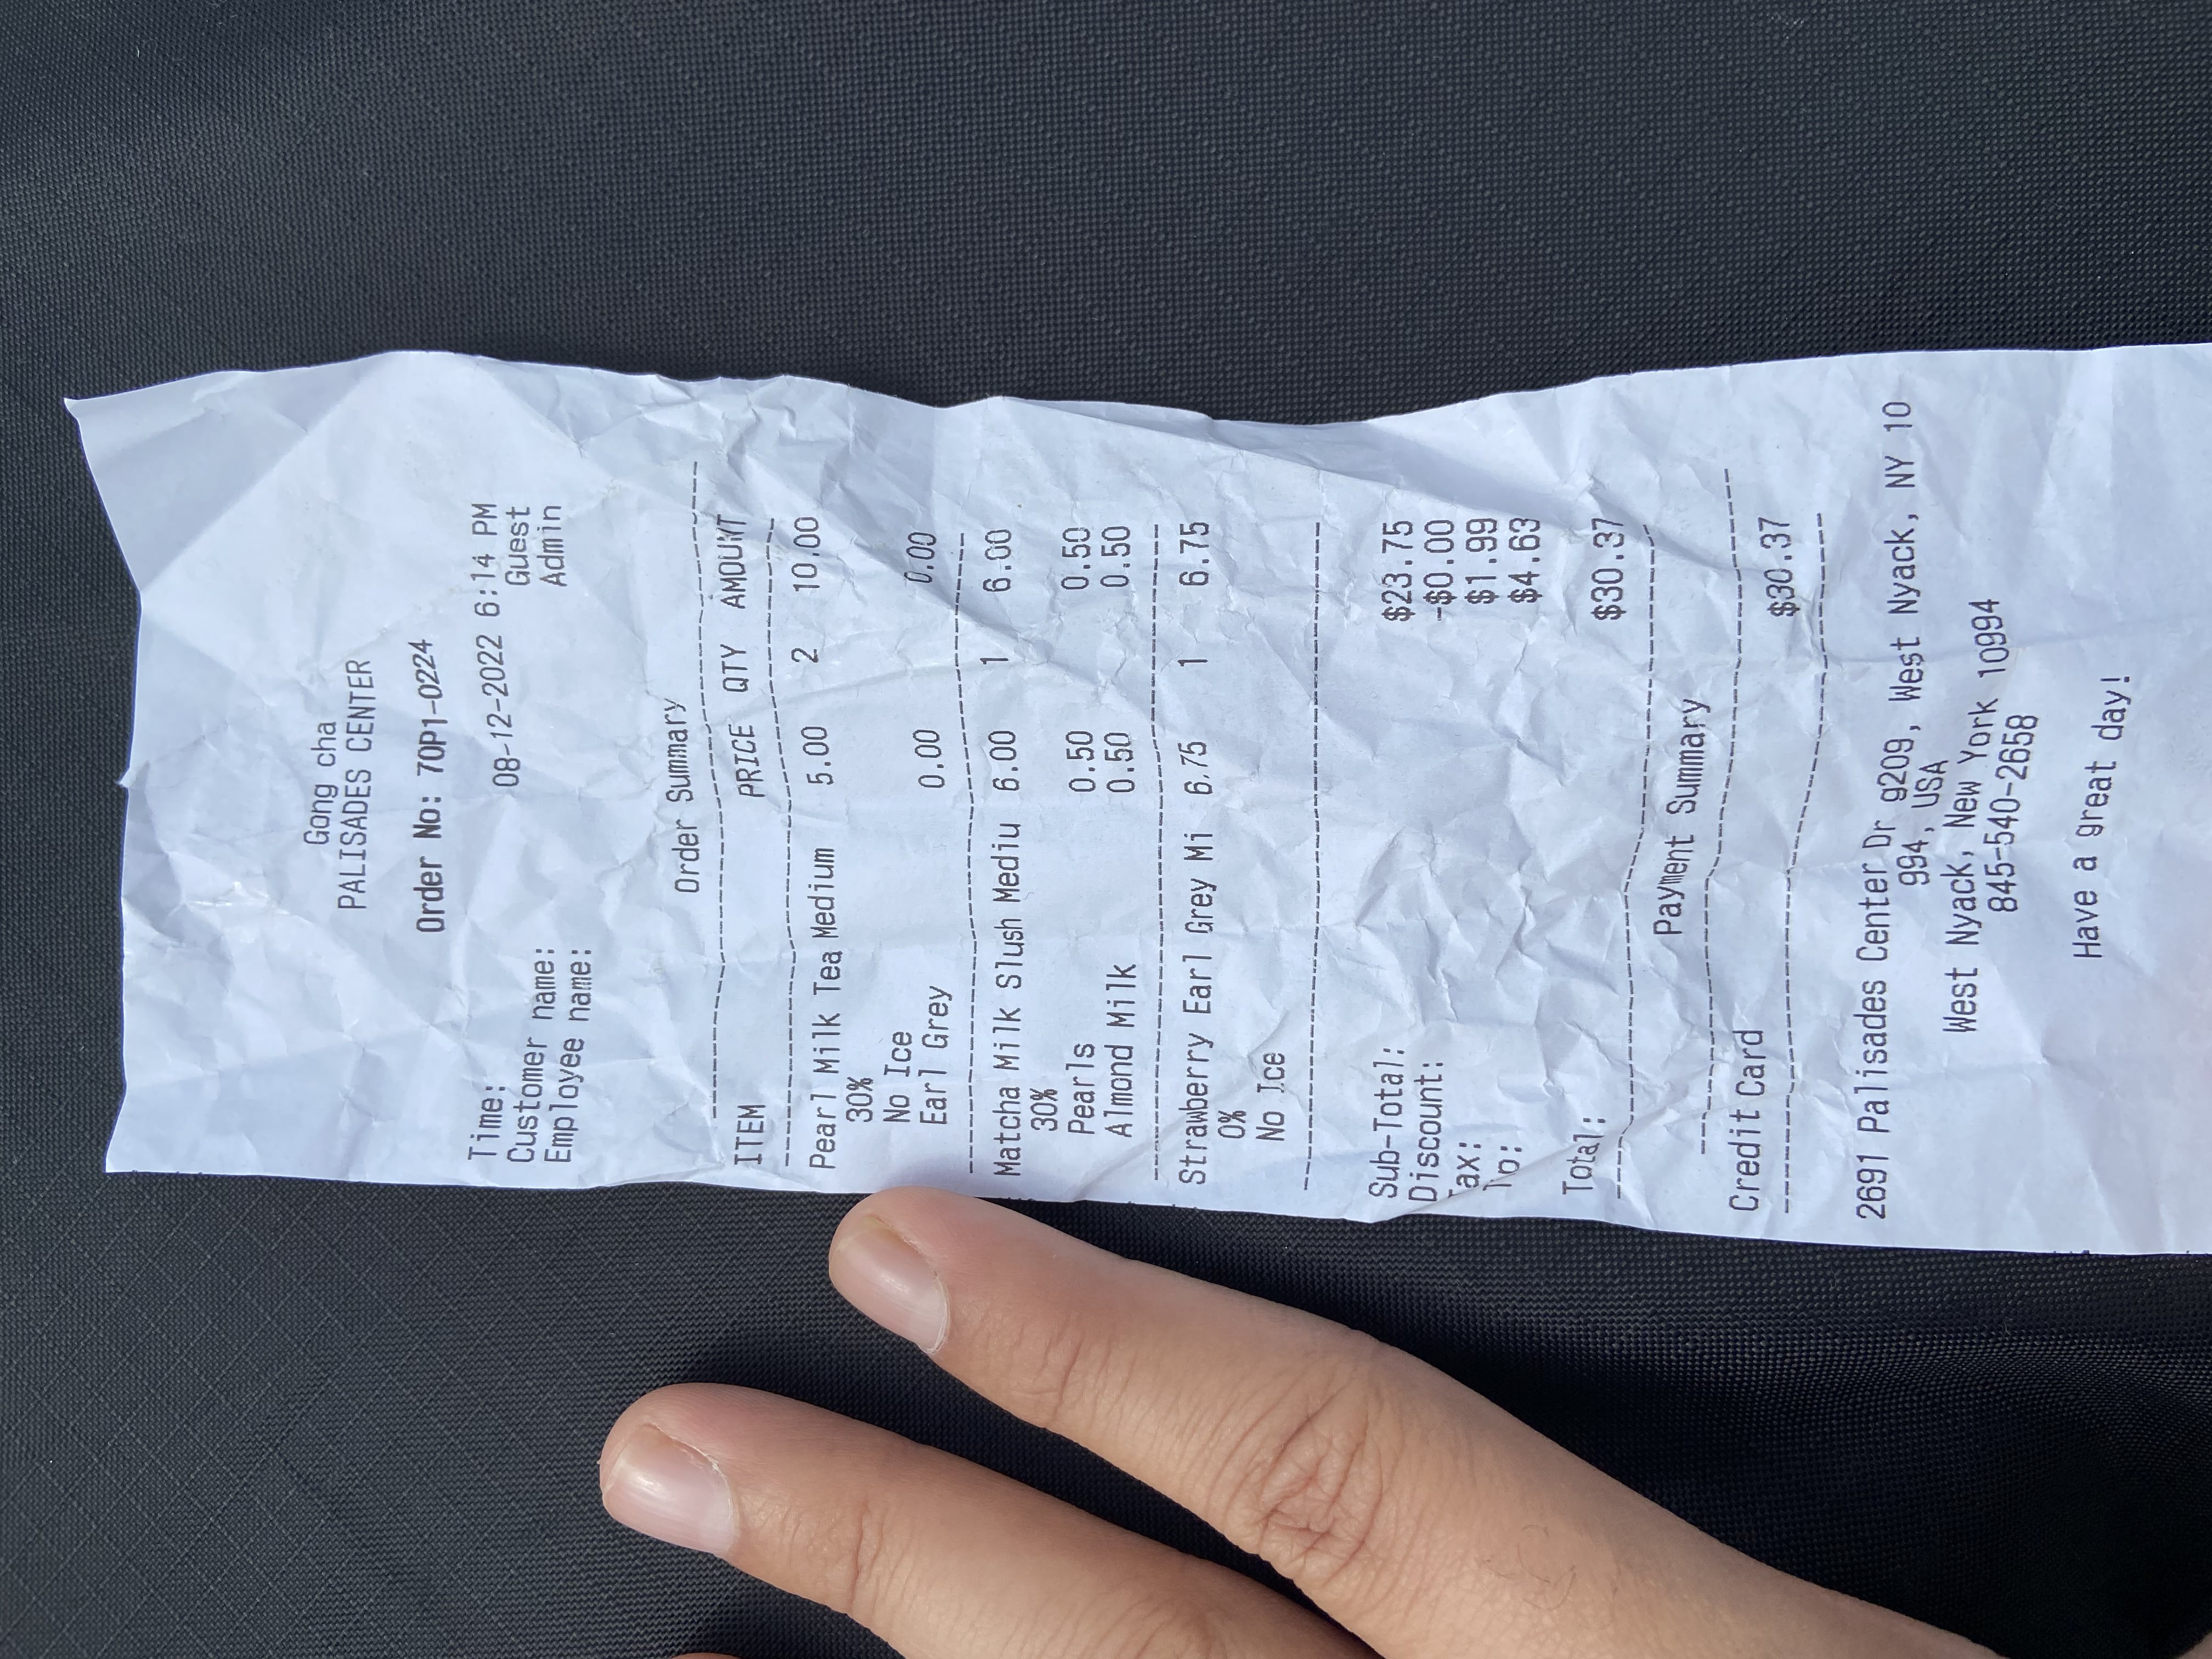 Gong cha
PALISADES CENTER
Order No: 70P1-0224
Time: 08-12-2022 6:14 PM
Customer name: Guest
Employee name: Admin
Order Summary
ITEM PRICE QTY AMOUNT
Pearl Milk Tea Medium 5.00 2 10.00
30%
No Ice
Earl Grey 0.00 0.00
Matcha Milk Slush Mediu 6.00 1 6.00
30%
Pearls 0.50 0.50
Almond Milk 0.50 0.50
Strawberry Earl Grey Mi 6.75 1 6.75
0%
No Ice
Sub-Total: $23.75
Discount: -$0.00
Tax: $1.99
$4.63
Total: $30.37
Payment Summary
Credit Card $30.37
2691 Palisades Center Dr g209, West Nyack, NY 10
994, USA
West Nyack, New York 10994
845-540-2658
Have a great day!